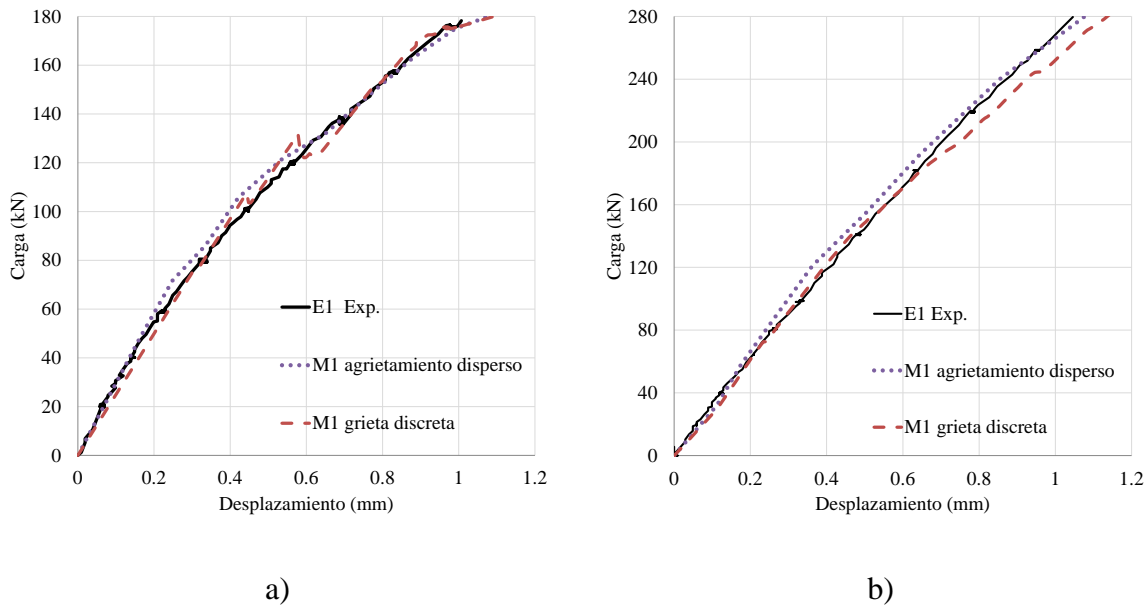 180
160
140
120
100
80
60
40
20
0
0
0.2
0.4
0.6
0.8
1
1.2
Carga (kN)
Desplazamiento (mm)
E1 Exp.
M1 agrietamiento disperso
M1 grieta discreta
a)
280
240
200
160
120
80
40
0
0
0.2
0.4
0.6
0.8
1
1.2
Carga (kN)
Desplazamiento (mm)
E1 Exp.
M1 agrietamiento disperso
M1 grieta discreta
b)